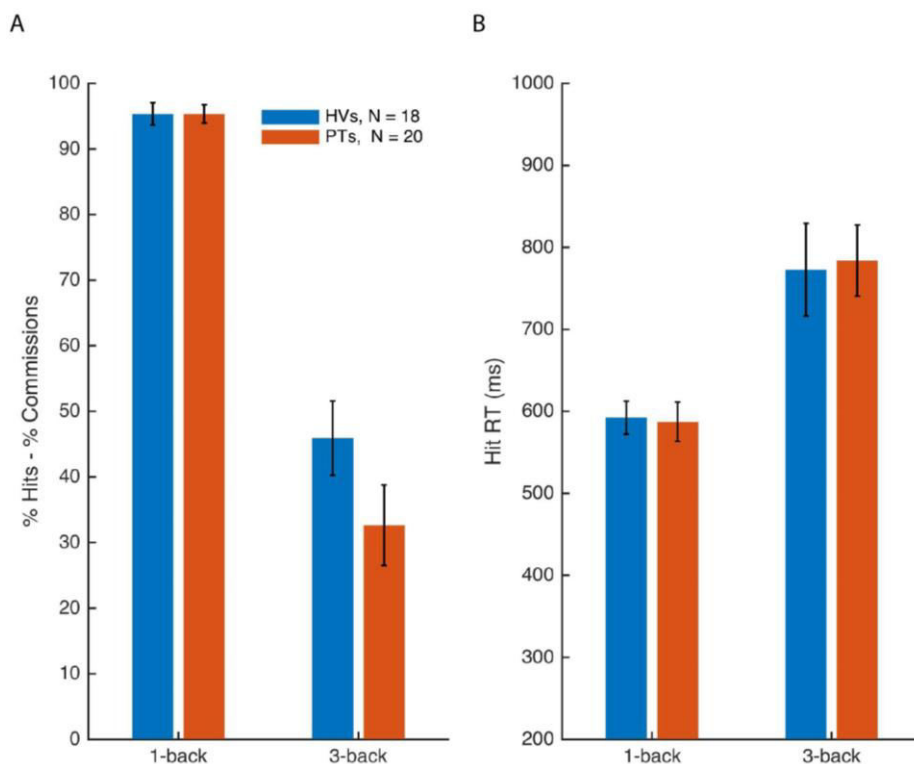 A
% Hits - % Commissions
100
90
80
70
60
50
40
30
20
10
0
HVs, N = 18
PTs, N = 20
1-back
3-back
B
Hit RT (ms)
1000
900
800
700
600
500
400
300
200
1-back
3-back